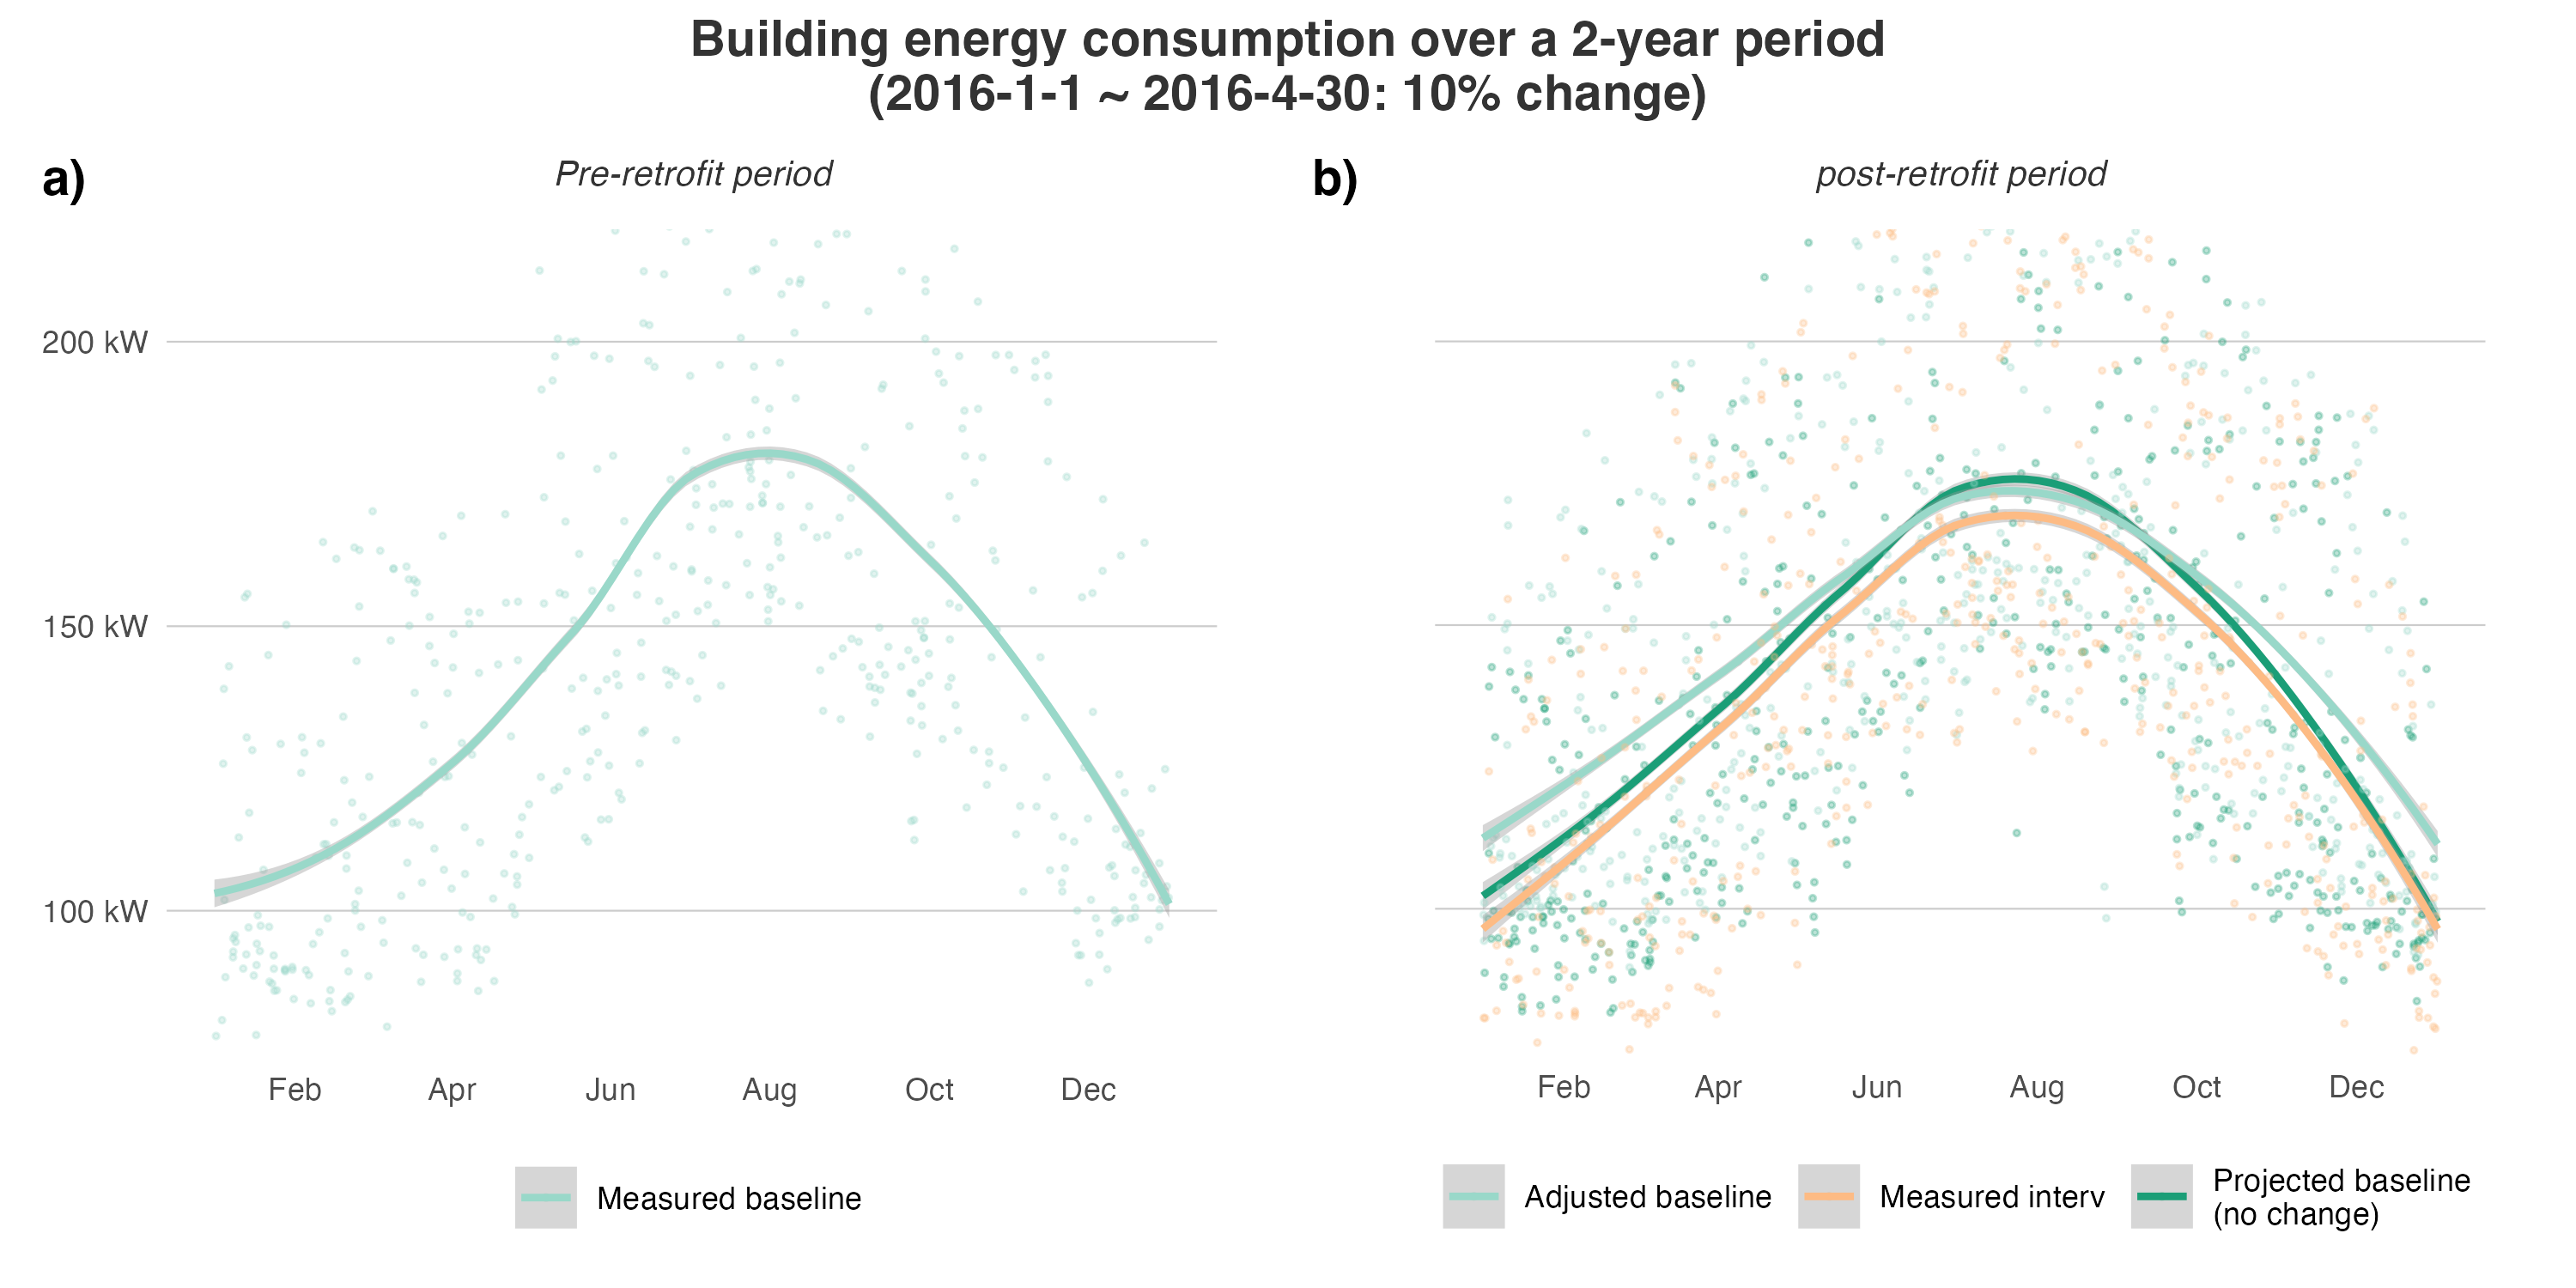 Building energy consumption over a 2-year period
(2016-1-1 ~ 2016-4-30: 10% change)
a)
Pre-retrofit period
200 kW
150 kW
100 kW
Feb Apr Jun Aug Oct Dec
Measured baseline
b)
post-retrofit period
Feb Apr Jun Aug Oct Dec
Adjusted baseline
Measured interv
Projected baseline
(no change)